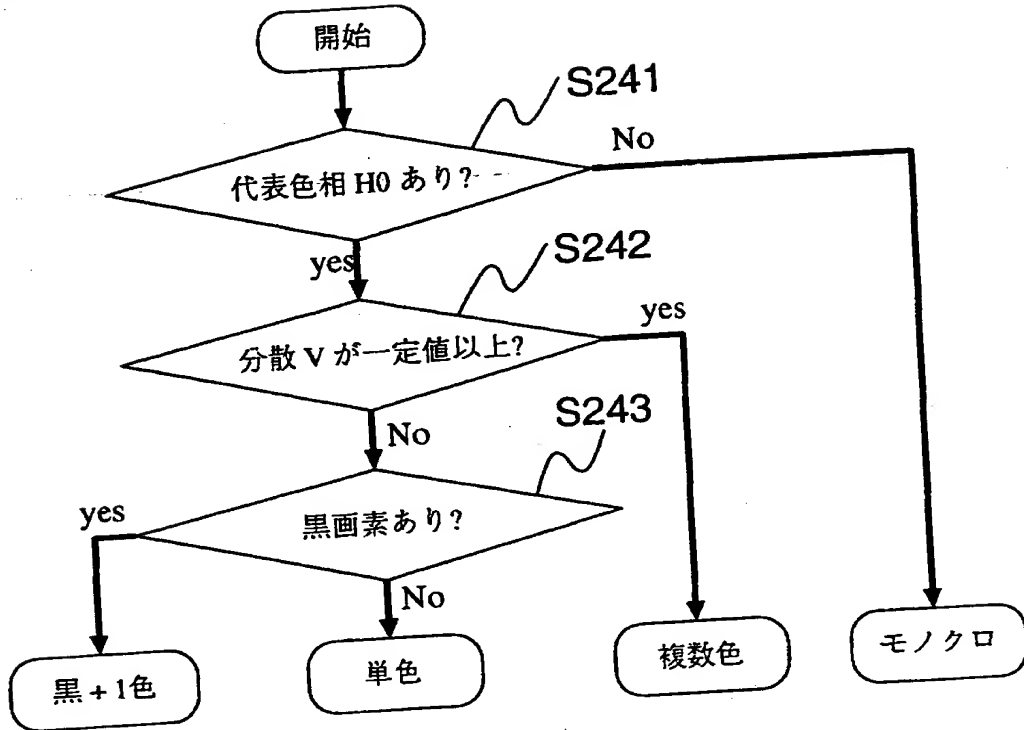 開始
S241
No
代表色相 H0 あり?
yes
S242
yes
分散 V が一定値以上?
No
S243
yes
黒画素あり?
No
黒 + 1色
単色
複数色
モノクロ